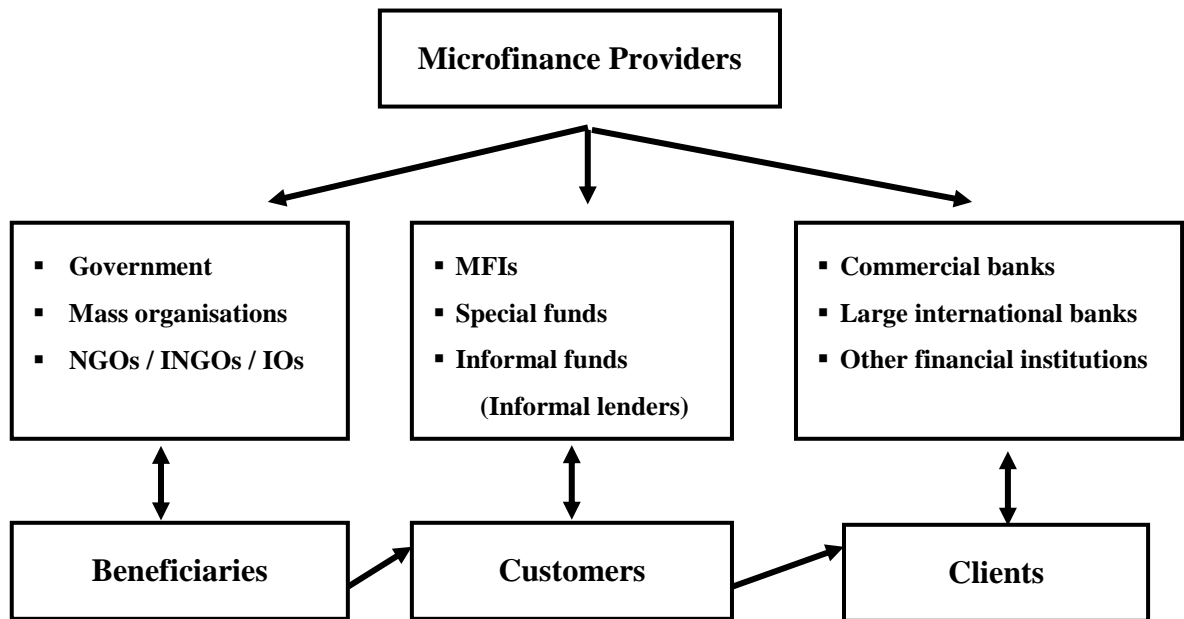 Microfinance Providers
▪ Government
▪ Mass organisations
▪ NGOs / INGOs / IOs
▪ MFIs
▪ Special funds
▪ Informal funds
(Informal lenders)
▪ Commercial banks
▪ Large international banks
▪ Other financial institutions
Beneficiaries
Customers
Clients